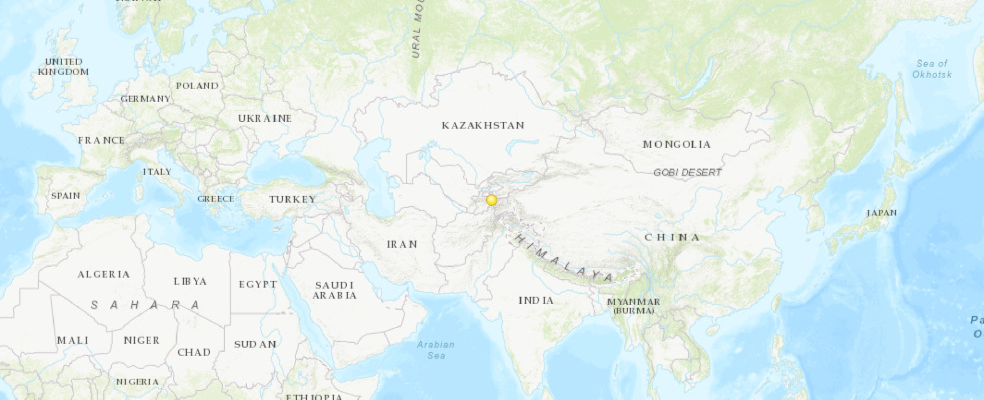 NORWAY
URAL MOU
Sea of
Okhotsk
UNITED
KINGDOM
POLAND
GERMANY
UKRAINE
KAZAKHSTAN
FRANCE
MONGOLIA
ITALY
GOBI DESERT
SPAIN
GREECE
TURKEY
JAPAN
CHINA
IRAN
HIMALAYA
ALGERIA
LIBYA
EGYPT
SAUDI
ARABIA
SAHARA
INDIA
MYANMAR
(BURMA)
Pa
O
MALI
NIGER
CHAD
SUDAN
Arabian
Sea
NIGERIA
ETHIOPIA